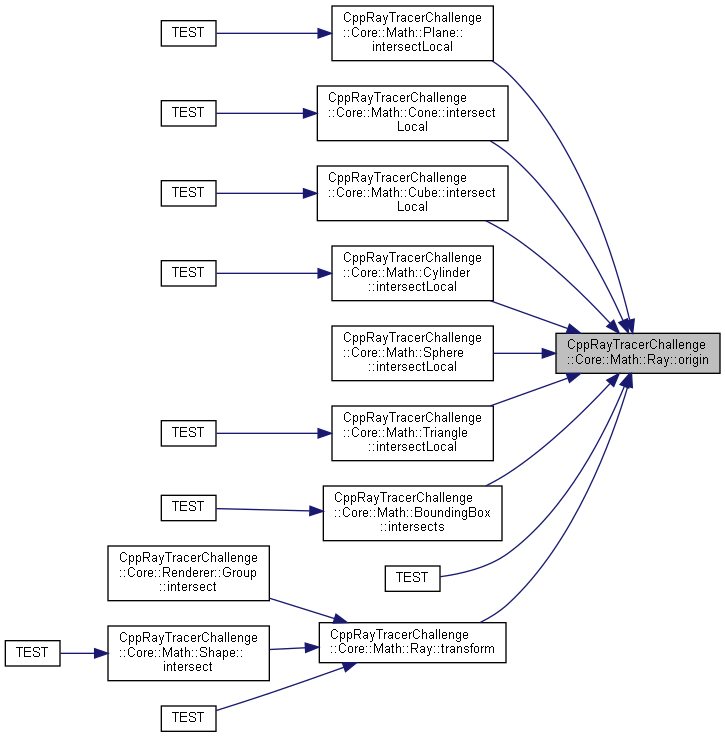 TEST
CppRayTracerChallenge
::Core::Math::Plane::
intersectLocal
TEST
CppRayTracerChallenge
::Core::Math::Cone::intersect
Local
TEST
CppRayTracerChallenge
::Core::Math::Cube::intersect
Local
TEST
CppRayTracerChallenge
::Core::Math::Cylinder
::intersectLocal
CppRayTracerChallenge
::Core::Math::Sphere
::intersectLocal
CppRayTracerChallenge
::Core::Math::Ray::origin
TEST
CppRayTracerChallenge
::Core::Math::Triangle
::intersectLocal
TEST
CppRayTracerChallenge
::Core::Math::BoundingBox
::intersects
TEST
CppRayTracerChallenge
::Core::Renderer::Group
::intersect
TEST
CppRayTracerChallenge
::Core::Math::Shape::
intersect
CppRayTracerChallenge
::Core::Math::Ray::transform
TEST